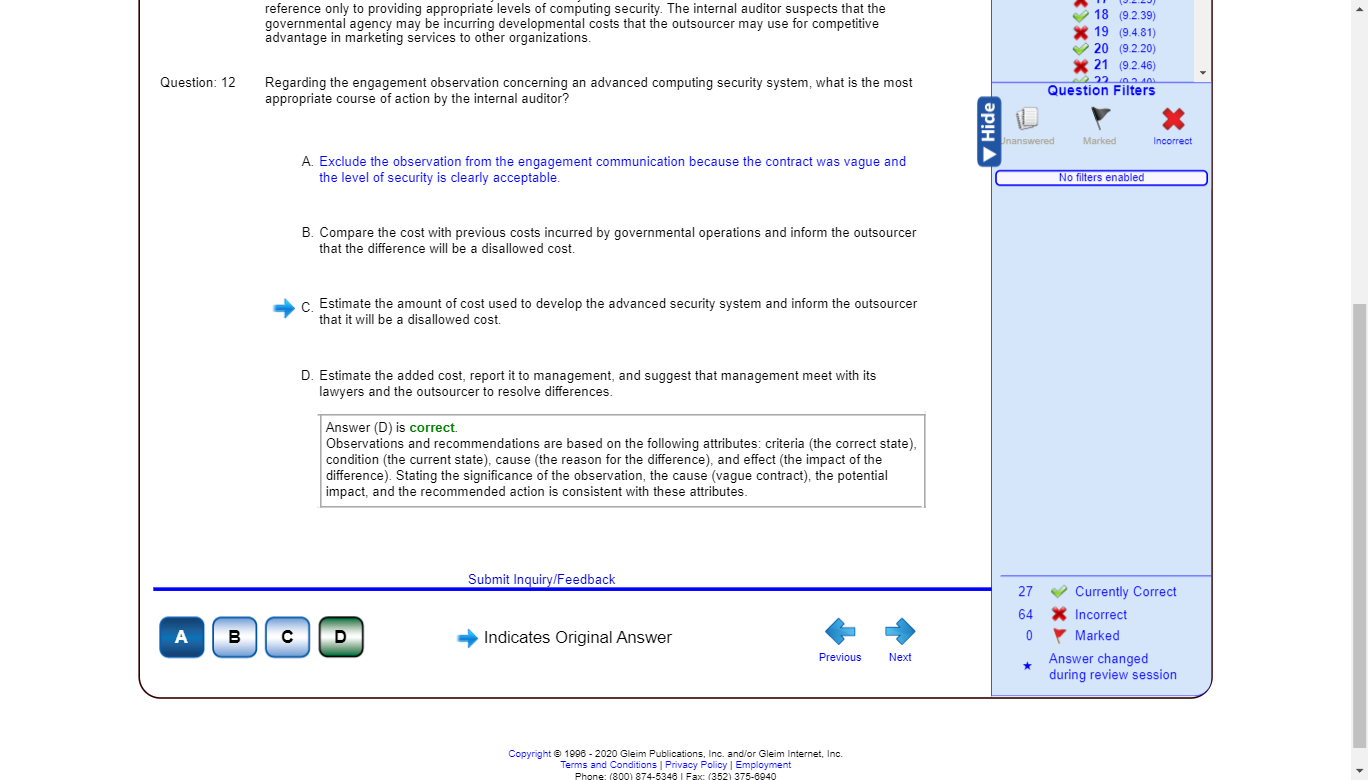 reference only to providing appropriate levels of computing security. The internal auditor suspects that the
governmental agency may be incurring developmental costs that the outsourcer may use for competitive
advantage in marketing services to other organizations.
Question: 12 Regarding the engagement observation concerning an advanced computing security system, what is the most
appropriate course of action by the internal auditor?
A. Exclude the observation from the engagement communication because the contract was vague and
the level of security is clearly acceptable.
B. Compare the cost with previous costs incurred by governmental operations and inform the outsourcer
that the difference will be a disallowed cost.
C. Estimate the amount of cost used to develop the advanced security system and inform the outsourcer
that it will be a disallowed cost.
D. Estimate the added cost, report it to management, and suggest that management meet with its
lawyers and the outsourcer to resolve differences.
Answer (D) is correct.
Observations and recommendations are based on the following attributes: criteria (the correct state),
condition (the current state), cause (the reason for the difference), and effect (the impact of the
difference). Stating the significance of the observation, the cause (vague contract), the potential
impact, and the recommended action is consistent with these attributes.
Submit Inquiry/Feedback
A B C D
Indicates Original Answer
Previous Next
18 (9.2.39)
19 (9.4.81)
20 (9.2.20)
21 (9.2.46)
Question Filters
Hide
Unanswered Marked Incorrect
No filters enabled
27 Currently Correct
64 Incorrect
0 Marked
Answer changed
during review session
Copyright © 1996 - 2020 Gleim Publications, Inc. and/or Gleim Internet, Inc.
Terms and Conditions | Privacy Policy | Employment
Phone: (800) 874-5346 | Fax: (352) 375-6940